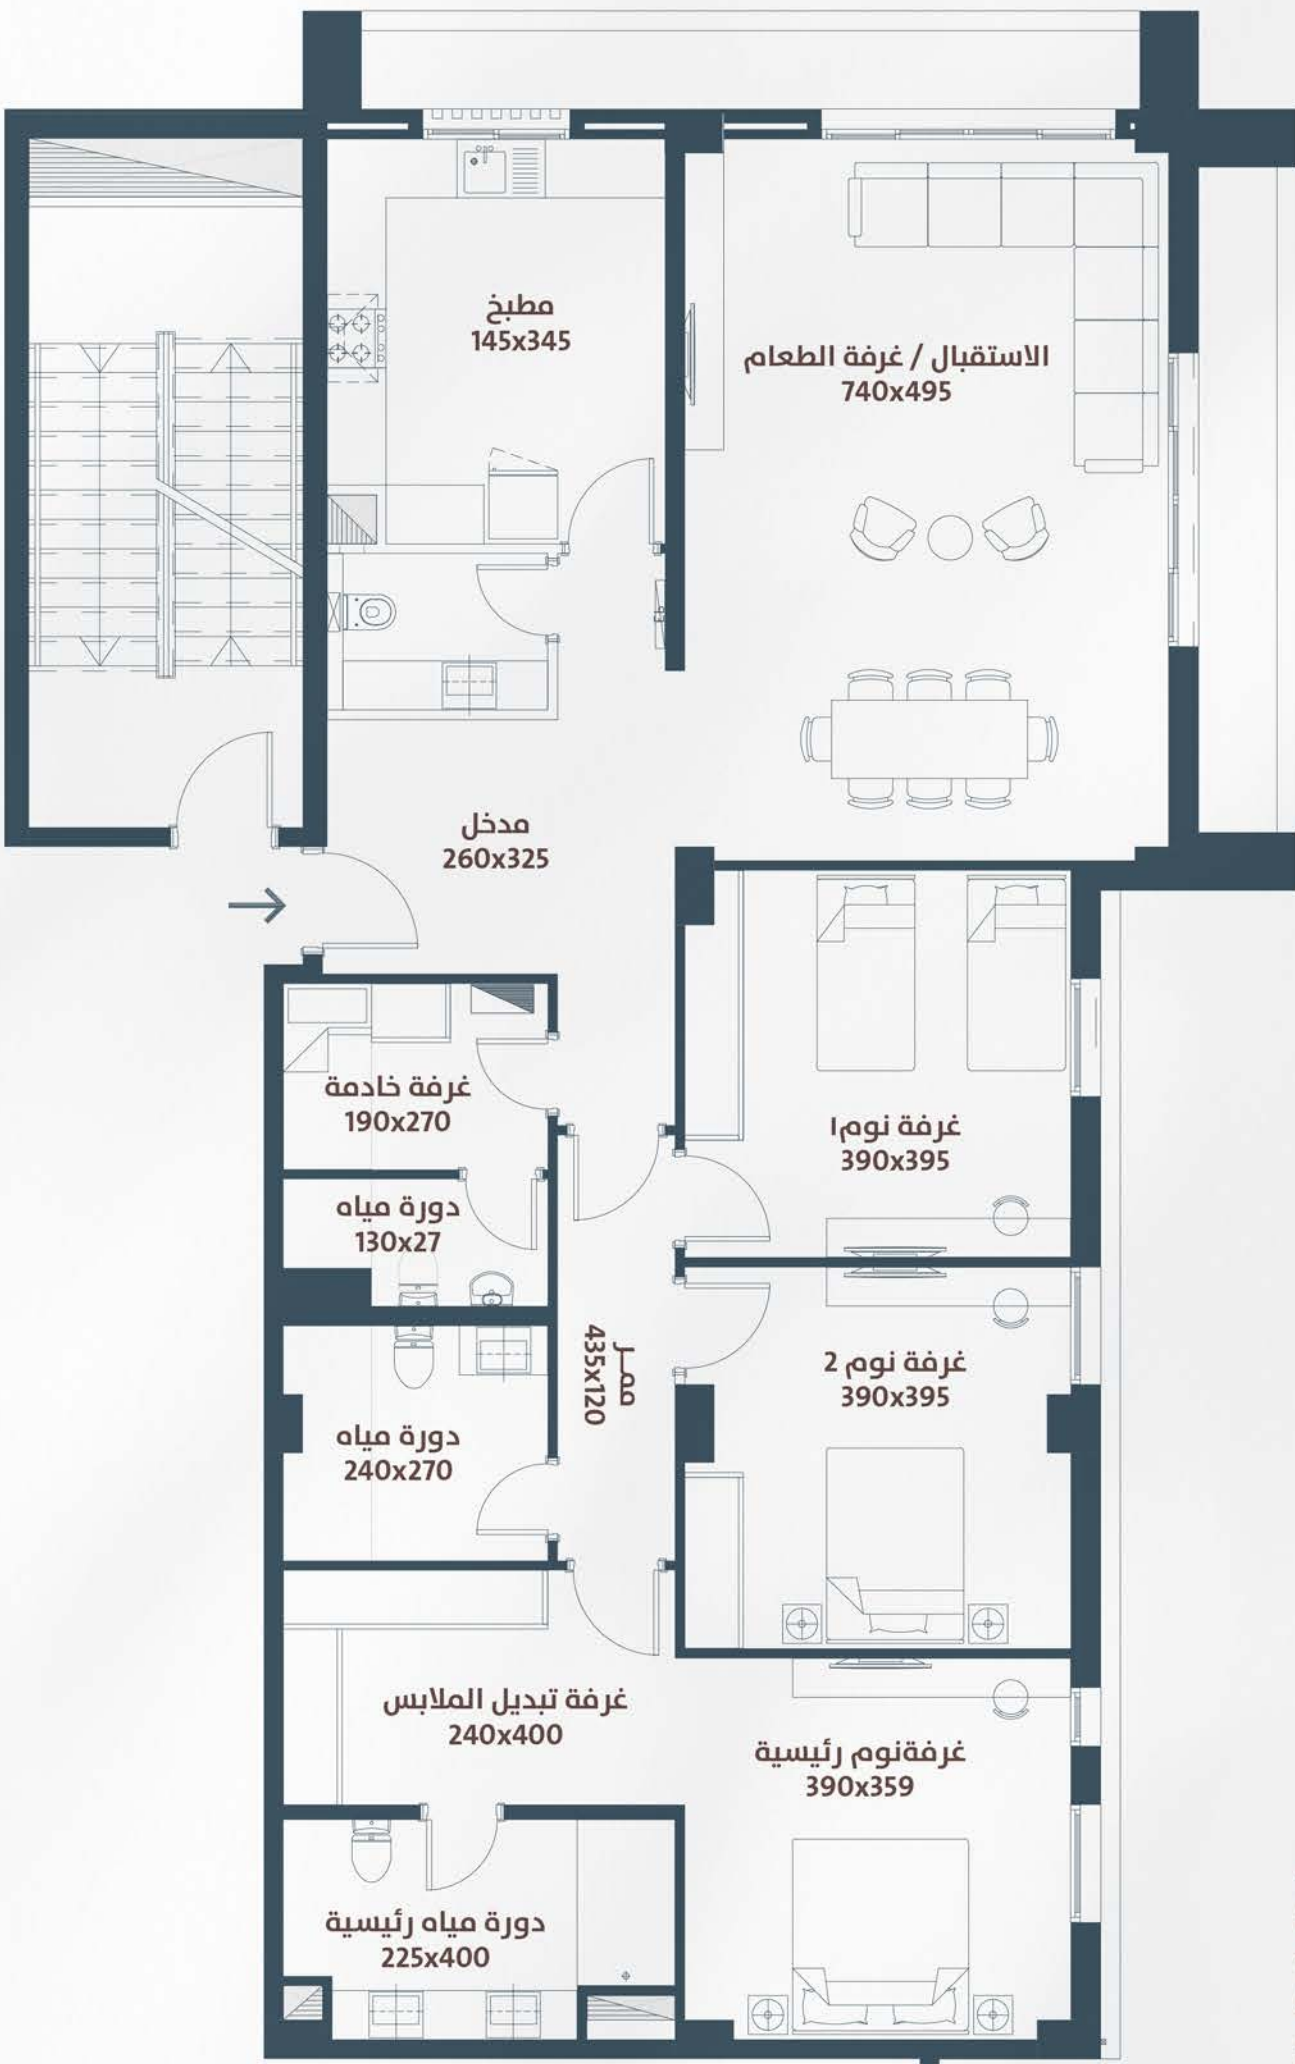 مطبخ
145x345
الاستقبال / غرفة الطعام
740x495
مدخل
260x325
غرفة خادمة
190x270
غرفة نوم١
390x395
دورة مياه
130x27
ممر
435x120
غرفة نوم 2
390x395
دورة مياه
240x270
غرفة تبديل الملابس
240x400
غرفةنوم رئيسية
390x359
دورة مياه رئيسية
225x400